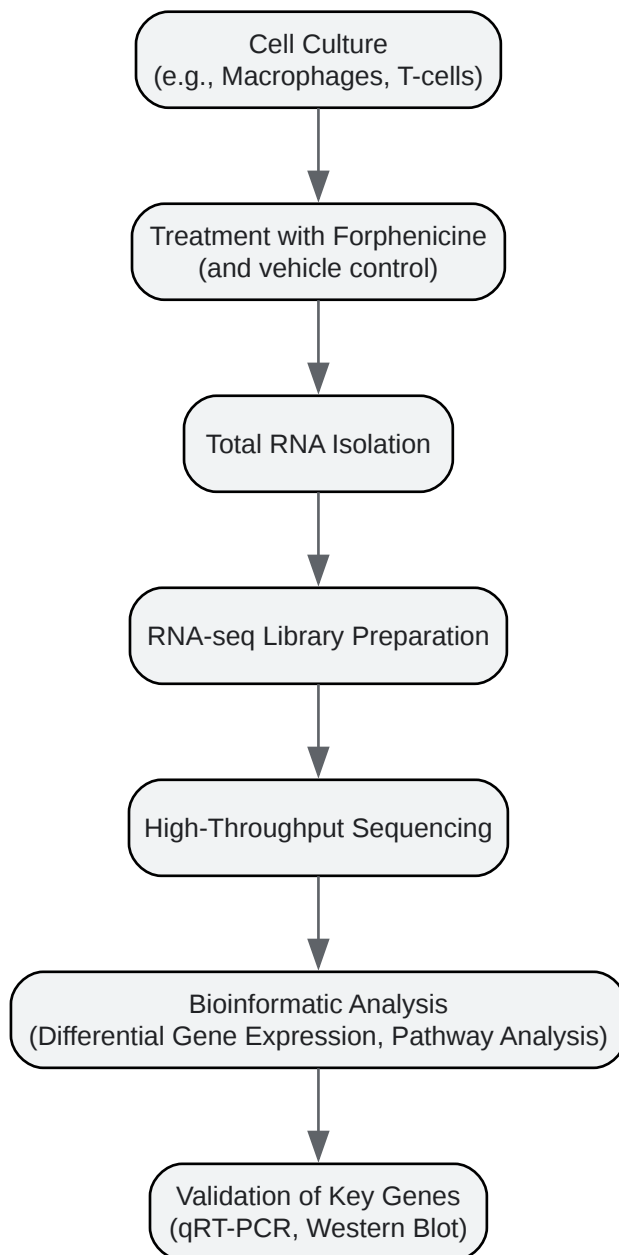 Cell Culture
(e.g., Macrophages, T-cells)
Treatment with Forphenicine
(and vehicle control)
Total RNA Isolation
RNA-seq Library Preparation
High-Throughput Sequencing
Bioinformatic Analysis
(Differential Gene Expression, Pathway Analysis)
Validation of Key Genes
(qRT-PCR, Western Blot)